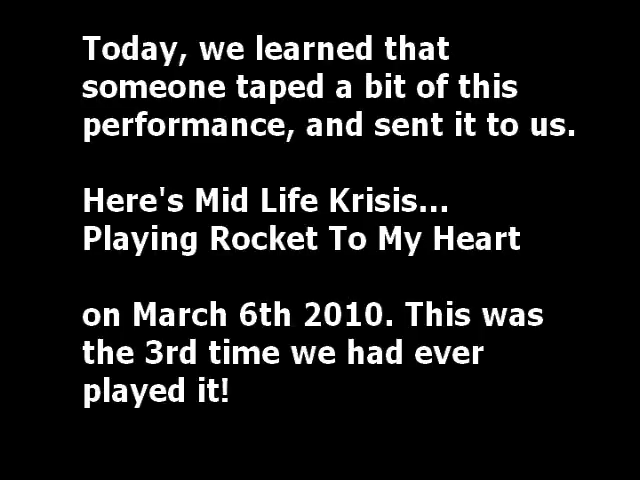 Today, we learned that
someone taped a bit of this
performance, and sent it to us.
Here's Mid Life Krisis...
Playing Rocket To My Heart
on March 6th 2010. This was
the 3rd time we had ever
played it!